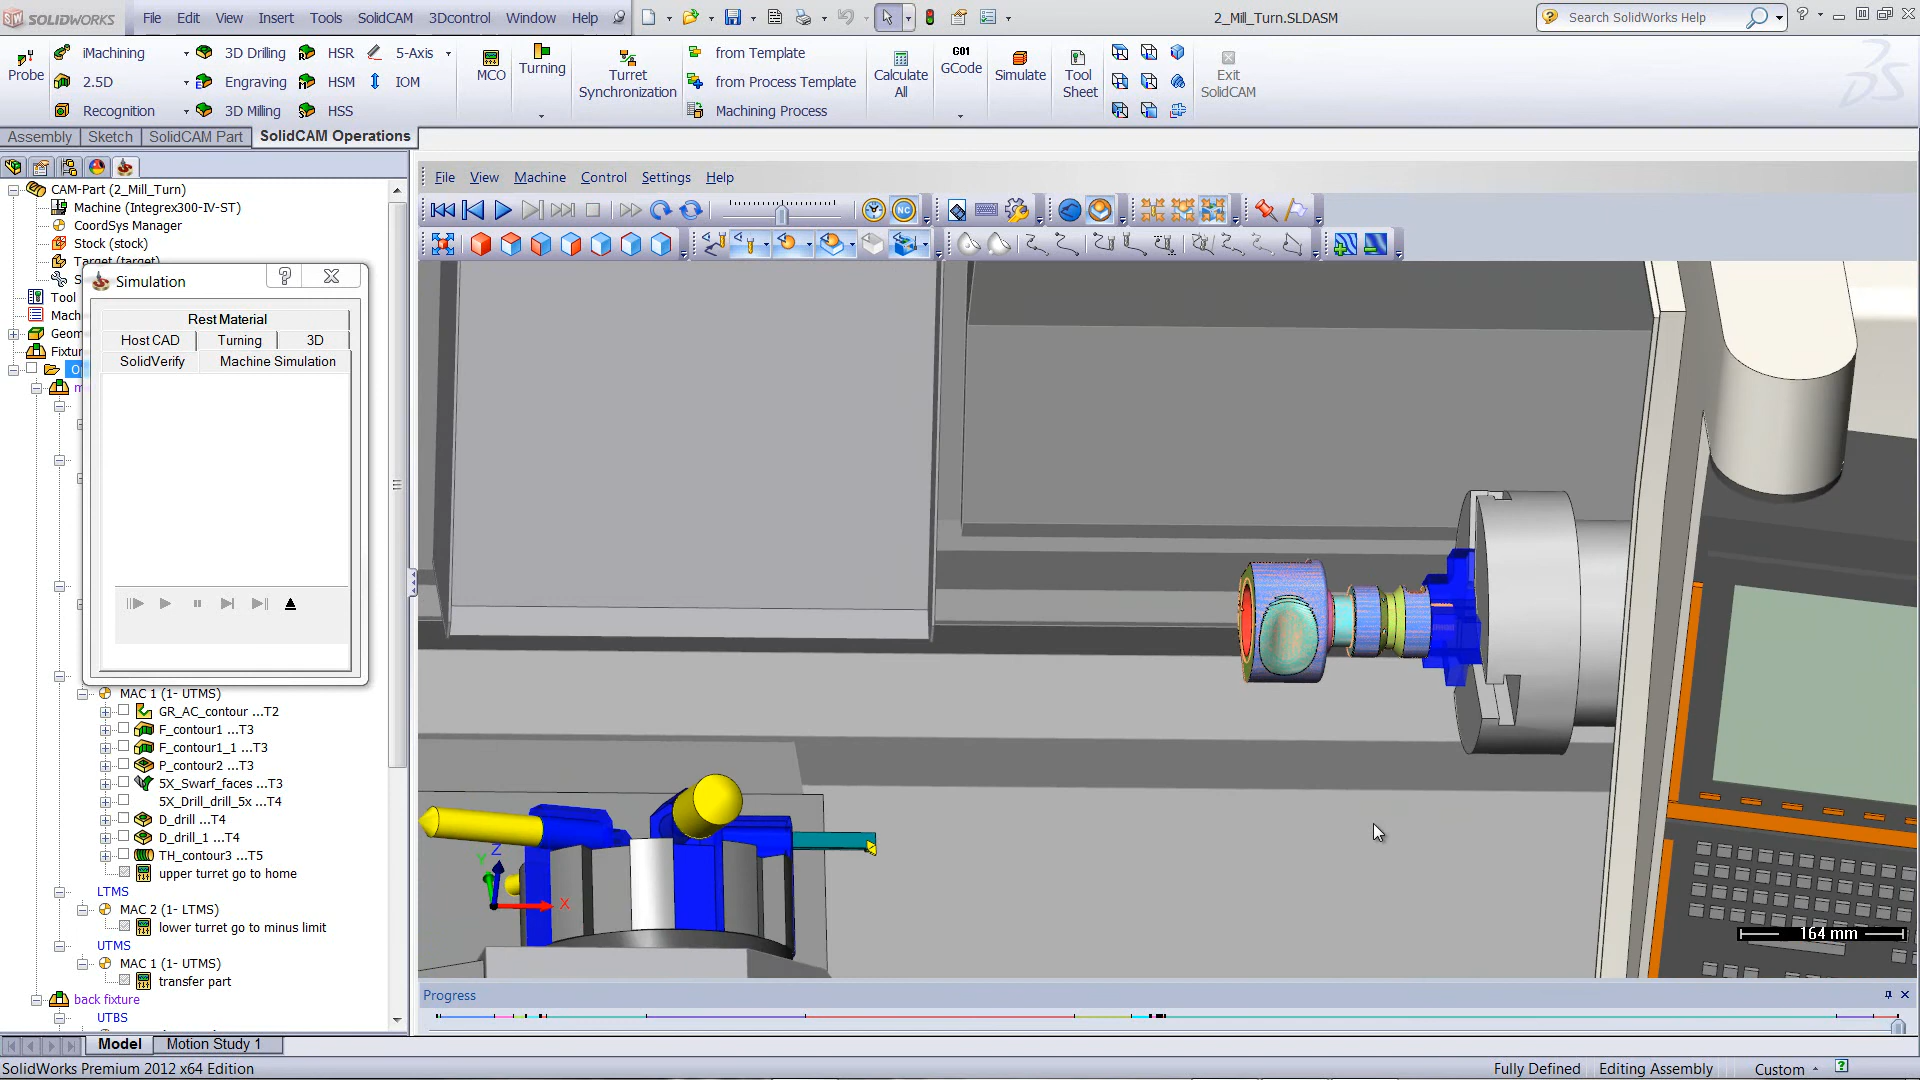 SOLIDWORKS File Edit View Insert Tools SolidCAM 3Dcontrol Window Help 2_Mill_Turn.SLDASM Search SolidWorks Help
Probe
iMachining
2.5D
Recognition
3D Drilling
Engraving
3D Milling
HSR
HSM
HSS
5-Axis
IOM
MCO
Turning
Turret
Synchronization
from Template
from Process Template
Machining Process
Calculate
All
G01
GCode
Simulate
Tool
Sheet
Exit
SolidCAM
Assembly Sketch SolidCAM Part SolidCAM Operations
File View Machine Control Settings Help
NC
CAM-Part (2_Mill_Turn)
Machine (Integrex300-IV-ST)
CoordSys Manager
Stock (stock)
Target (target)
S
Tool
Mach
Geom
Fixtur
O
m
Simulation
Rest Material
Host CAD Turning 3D
SolidVerify Machine Simulation
MAC 1 (1- UTMS)
GR_AC_contour ...T2
F_contour1 ...T3
F_contour1_1 ...T3
P_contour2 ...T3
5X_Swarf_faces ...T3
5X_Drill_drill_5x ...T4
D_drill ...T4
D_drill_1 ...T4
TH_contour3 ...T5
upper turret go to home
LTMS
MAC 2 (1- LTMS)
lower turret go to minus limit
UTMS
MAC 1 (1- UTMS)
transfer part
back fixture
UTBS
Z
Y
X
164 mm
Progress
Model Motion Study 1
SolidWorks Premium 2012 x64 Edition Fully Defined Editing Assembly Custom